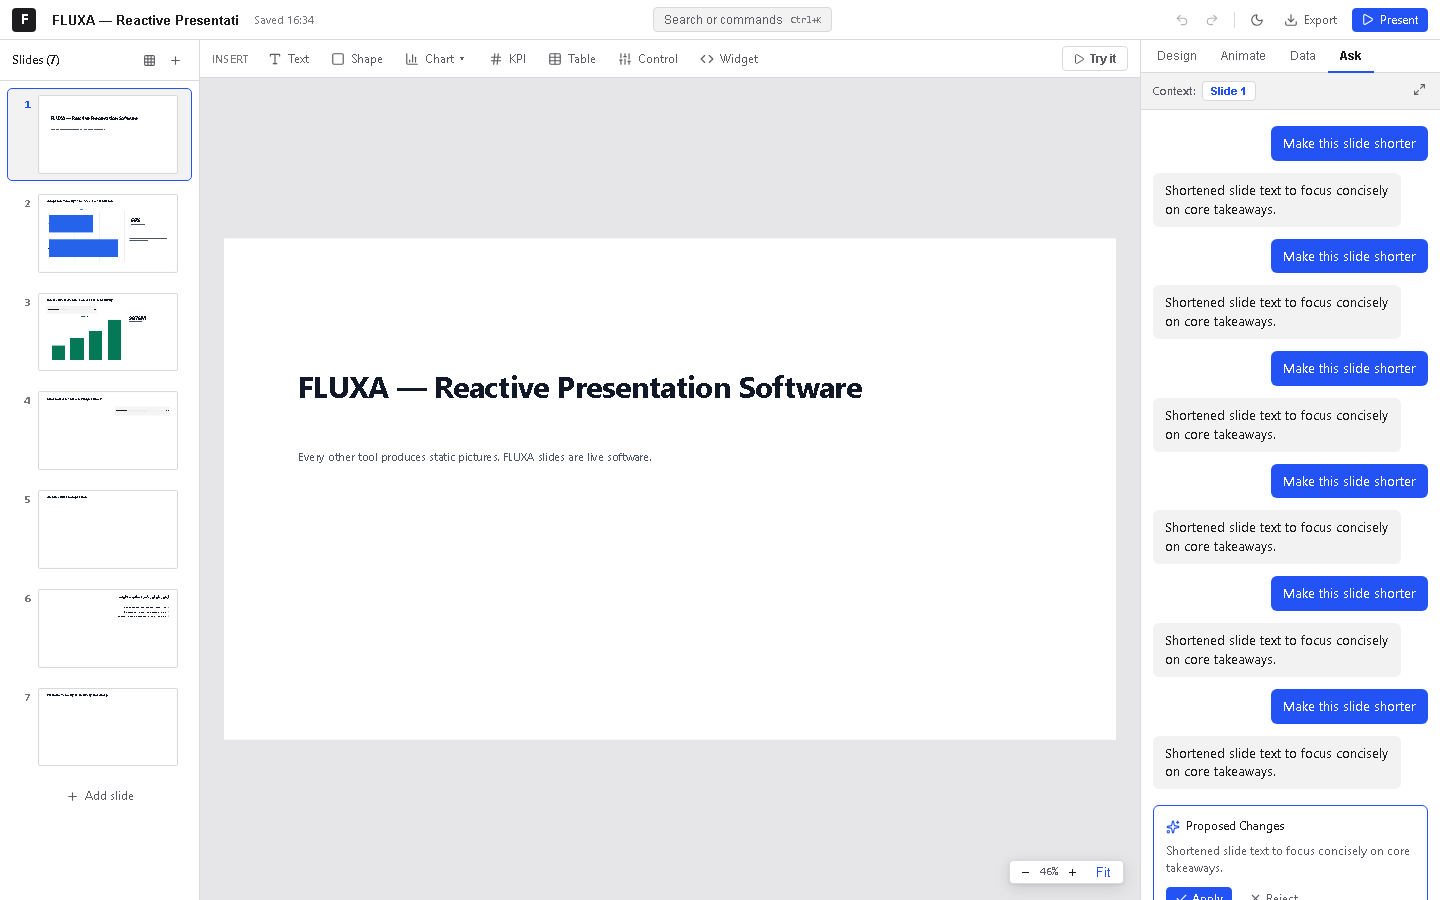 F
FLUXA — Reactive Presentati
Saved 16:34
Search or commands Ctrl+K
Export
Present
Slides (7)
INSERT
Text
Shape
Chart
KPI
Table
Control
Widget
Try it
Design
Animate
Data
Ask
Context: Slide 1
1
FLUXA — Reactive Presentation Software
2
3
4
5
6
7
Add slide
FLUXA — Reactive Presentation Software
Every other tool produces static pictures. FLUXA slides are live software.
46%
Fit
Make this slide shorter
Shortened slide text to focus concisely
on core takeaways.
Make this slide shorter
Shortened slide text to focus concisely
on core takeaways.
Make this slide shorter
Shortened slide text to focus concisely
on core takeaways.
Make this slide shorter
Shortened slide text to focus concisely
on core takeaways.
Make this slide shorter
Shortened slide text to focus concisely
on core takeaways.
Make this slide shorter
Shortened slide text to focus concisely
on core takeaways.
Proposed Changes
Shortened slide text to focus concisely on core
takeaways.
Apply
Reject